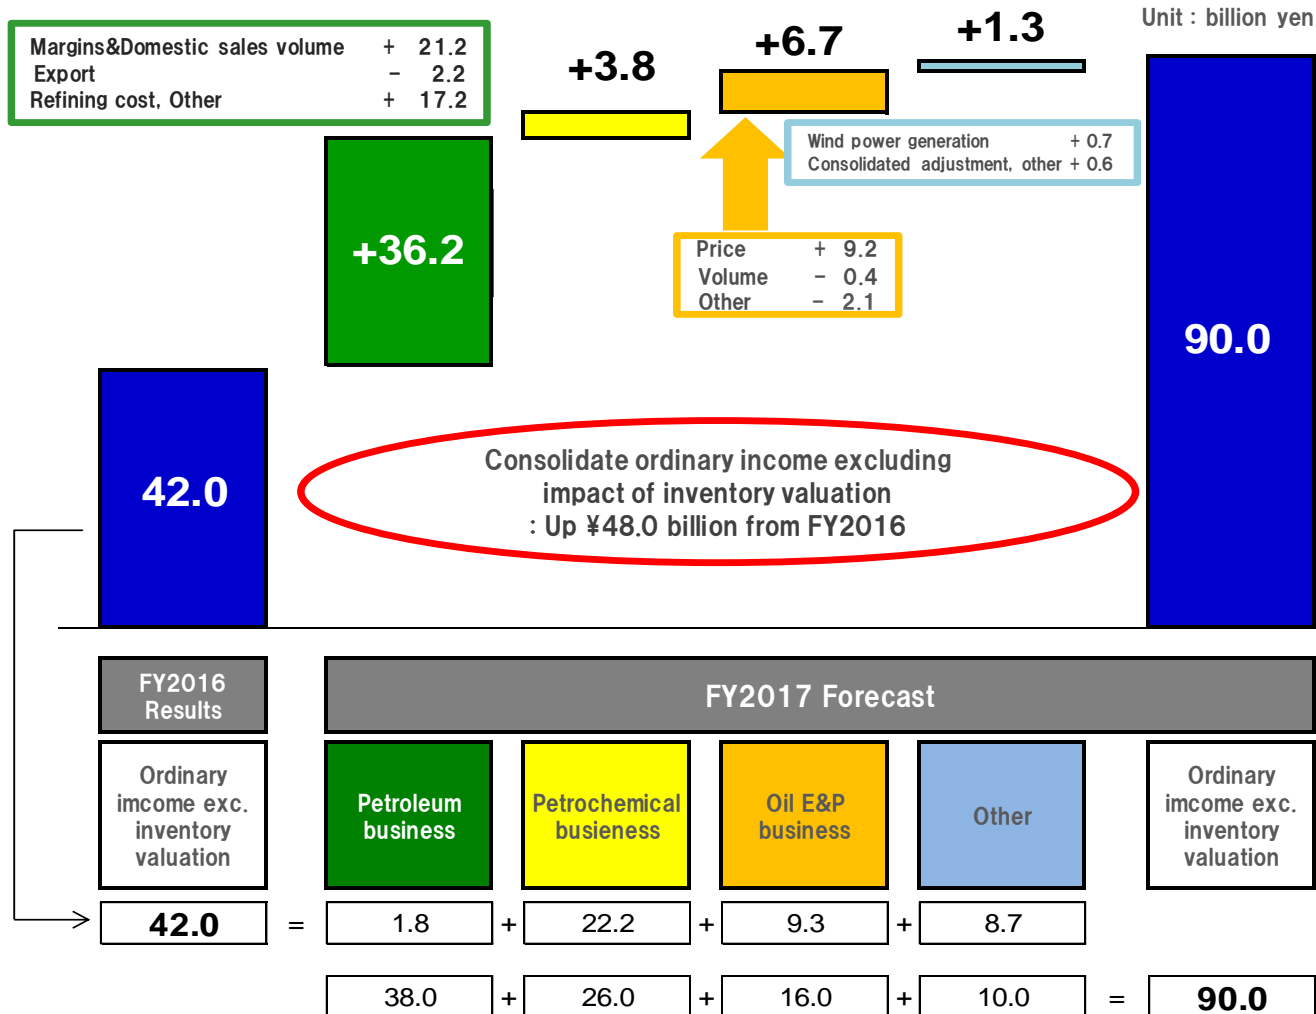 Unit : billion yen
Margins&Domestic sales volume + 21.2
Export - 2.2
Refining cost, Other + 17.2
+3.8
+6.7
+1.3
Wind power generation + 0.7
Consolidated adjustment, other + 0.6
+36.2
Price + 9.2
Volume - 0.4
Other - 2.1
90.0
42.0
Consolidate ordinary income excluding
impact of inventory valuation
: Up ¥48.0 billion from FY2016
FY2016
Results
FY2017 Forecast
Ordinary
imcome exc.
inventory
valuation
Petroleum
business
Petrochemical
busieness
Oil E&P
business
Other
Ordinary
imcome exc.
inventory
valuation
42.0 = 1.8 + 22.2 + 9.3 + 8.7
38.0 + 26.0 + 16.0 + 10.0 = 90.0